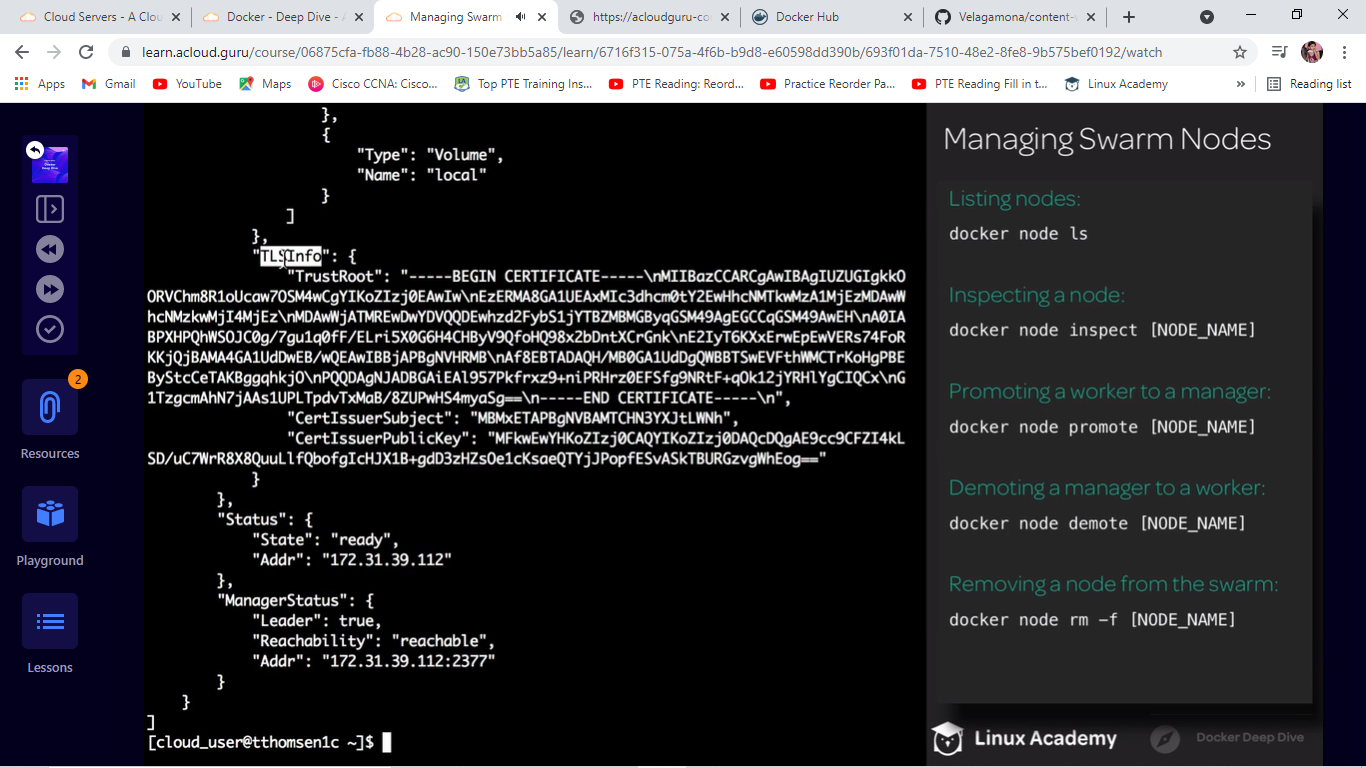 Cloud Servers - A Clou
Docker - Deep Dive - A
Managing Swarm
https://acloudguru-co
Docker Hub
Velagamona/content-
learn.acloud.guru/course/06875cfa-fb88-4b28-ac90-150e73bb5a85/learn/6716f315-075a-4f6b-b9d8-e60598dd390b/693f01da-7510-48e2-8fe8-9b575bef0192/watch
Apps
Gmail
YouTube
Maps
Cisco CCNA: Cisco...
Top PTE Training Ins...
PTE Reading: Reord...
Practice Reorder Pa...
PTE Reading Fill in t...
Linux Academy
»
Reading list
Docker
Deep Dive
2
Resources
Playground
Lessons
},
{
"Type": "Volume",
"Name": "local"
}
]
},
"TLSInfo": {
"TrustRoot": "-----BEGIN CERTIFICATE-----\nMIIBazCCARCgAwIBAgIUZUGIgkkO
ORVChm8R1oUcaw7OSM4wCgYIKoZIzj0EAwIw\nEzERMA8GA1UEAxMIc3dhcm0tY2EwHhcNMTkwMzA1MjEzMDAwW
hcNMzkwMjI4MjEz\nMDAwWjATMREwDwYDVQQDEwhzd2FybS1jYTBZMBMGByqGSM49AgEGCCqGSM49AwEH\nA0IA
BPXHPQhWSOJC0g/7gu1q0fF/ELri5X0G6H4CHByV9QfoHQ98x2bDntXCrGnk\nEZIyT6KXxErwEpEwVERs74FoR
KKjQjBAMA4GA1UdDwEB/wQEAwIBBjAPBgNVHRMB\nAf8EBTADAQH/MB0GA1UdDgQWBBTSwEVFthWMCTrKoHgPBE
ByStcCeTAKBggqhkjO\nPQQDAgNJADBGAiEAl957Pkfrxz9+niPRHrz0EFSfg9NRtF+qOk12jYRHlYgCIQCx\nG
1TzgcmAhN7jAAs1UPLTpdvTxMaB/8ZUPwHS4myaSg==\n-----END CERTIFICATE-----\n",
"CertIssuerSubject": "MBMxETAPBgNVBAMTCHN3YXJtLWNh",
"CertIssuerPublicKey": "MFkwEwYHKoZIzj0CAQYIKoZIzj0DAQcDQgAE9cc9CFZI4kL
SD/uC7WrR8X8QuuLlfQbofgIcHJX1B+gdD3zHZsOe1cKsaeQTYjJPopfESvASkTBURGzvgWhEog=="
}
},
"Status": {
"State": "ready",
"Addr": "172.31.39.112"
},
"ManagerStatus": {
"Leader": true,
"Reachability": "reachable",
"Addr": "172.31.39.112:2377"
}
}
]
[cloud_user@tthomsen1c ~]$
Managing Swarm Nodes
Listing nodes:
docker node ls
Inspecting a node:
docker node inspect [NODE_NAME]
Promoting a worker to a manager:
docker node promote [NODE_NAME]
Demoting a manager to a worker:
docker node demote [NODE_NAME]
Removing a node from the swarm:
docker node rm -f [NODE_NAME]
Linux Academy
Docker Deep Dive